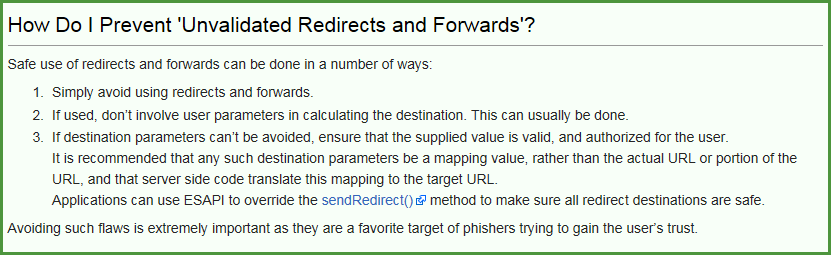 How Do I Prevent 'Unvalidated Redirects and Forwards'?
Safe use of redirects and forwards can be done in a number of ways:
1. Simply avoid using redirects and forwards.
2. If used, don’t involve user parameters in calculating the destination. This can usually be done.
3. If destination parameters can’t be avoided, ensure that the supplied value is valid, and authorized for the user.
It is recommended that any such destination parameters be a mapping value, rather than the actual URL or portion of the
URL, and that server side code translate this mapping to the target URL.
Applications can use ESAPI to override the sendRedirect() method to make sure all redirect destinations are safe.
Avoiding such flaws is extremely important as they are a favorite target of phishers trying to gain the user’s trust.